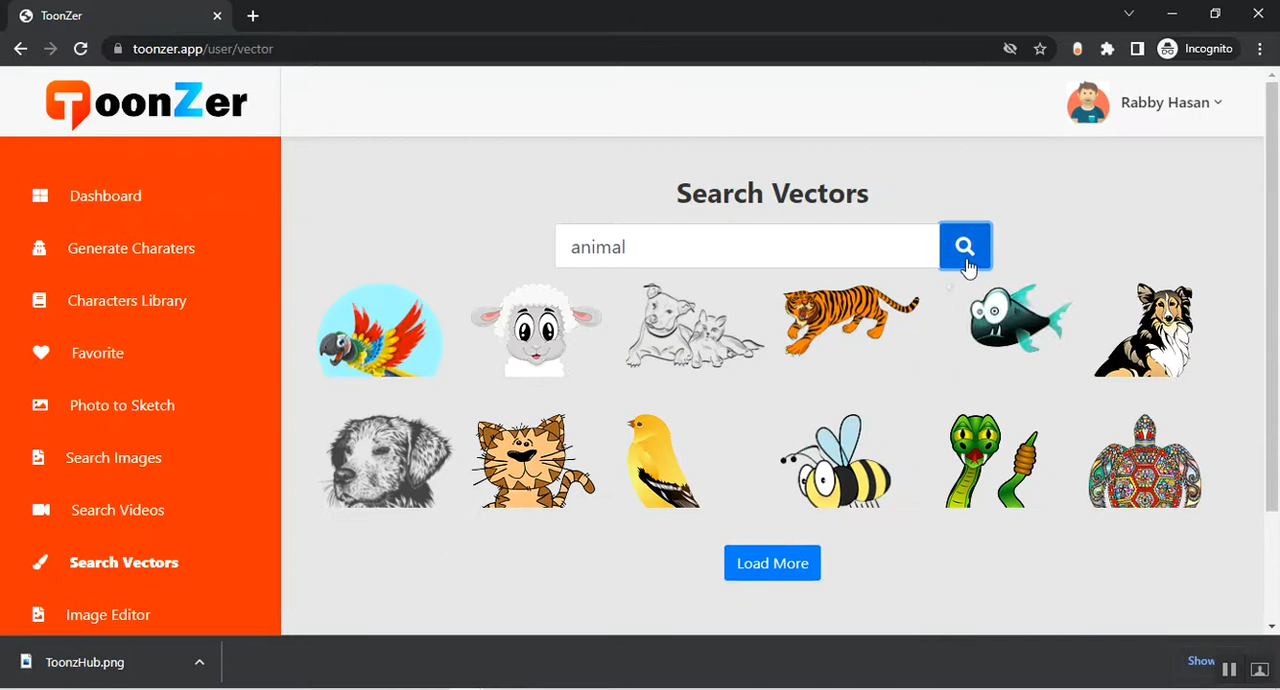 ToonZer
toonzer.app/user/vector
Incognito
ToonZer
Rabby Hasan
Dashboard
Generate Charaters
Characters Library
Favorite
Photo to Sketch
Search Images
Search Videos
Search Vectors
Image Editor
Search Vectors
animal
Load More
ToonzHub.png
Show